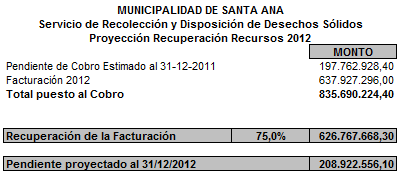 MUNICIPALIDAD DE SANTA ANA
Servicio de Recolección y Disposición de Desechos Sólidos
Proyección Recuperación Recursos 2012
MONTO
Pendiente de Cobro Estimado al 31-12-2011 197.762.928,40
Facturación 2012 637.927.296,00
Total puesto al Cobro 835.690.224,40
Recuperación de la Facturación 75,0% 626.767.668,30
Pendiente proyectado al 31/12/2012 208.922.556,10